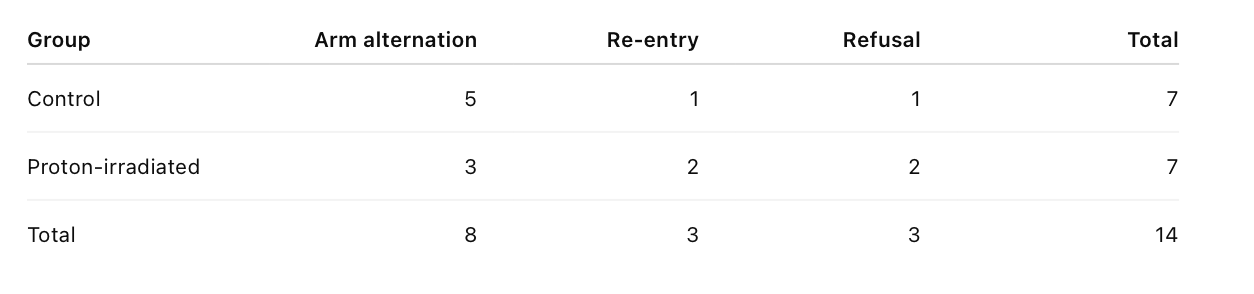 Group Arm alternation Re-entry Refusal Total
Control 5 1 1 7
Proton-irradiated 3 2 2 7
Total 8 3 3 14